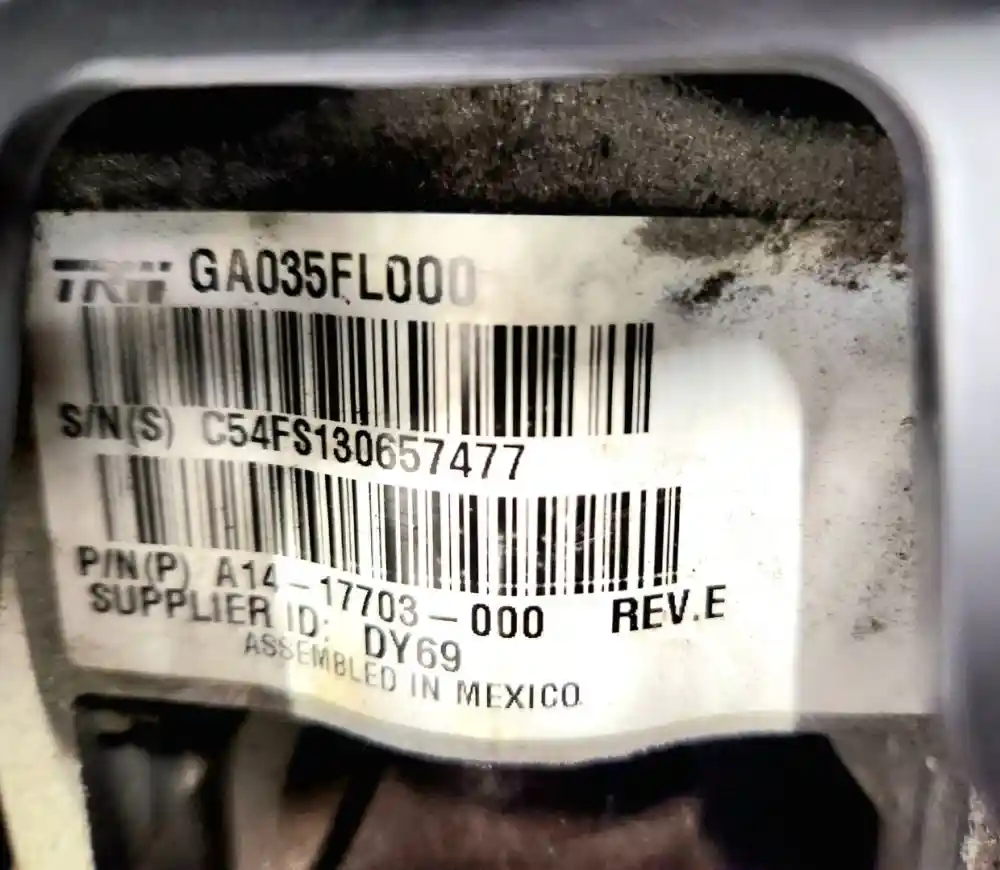 TRW GA035FL000
S/N(S) C54FS130657477
P/N(P) A14-17703-000 REV.E
SUPPLIER ID: DY69
ASSEMBLED IN MEXICO